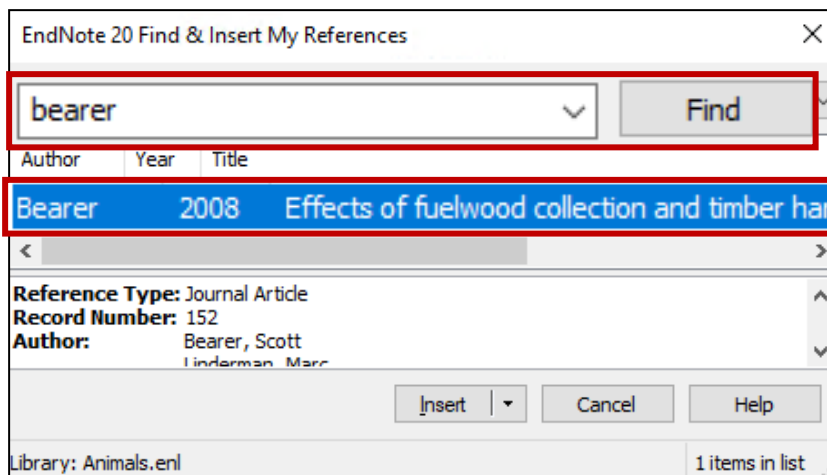 EndNote 20 Find & Insert My References
bearer Find
Author Year Title
Bearer 2008 Effects of fuelwood collection and timber har
Reference Type: Journal Article
Record Number: 152
Author: Bearer, Scott
Linderman, Marc
Insert Cancel Help
Library: Animals.enl 1 items in list